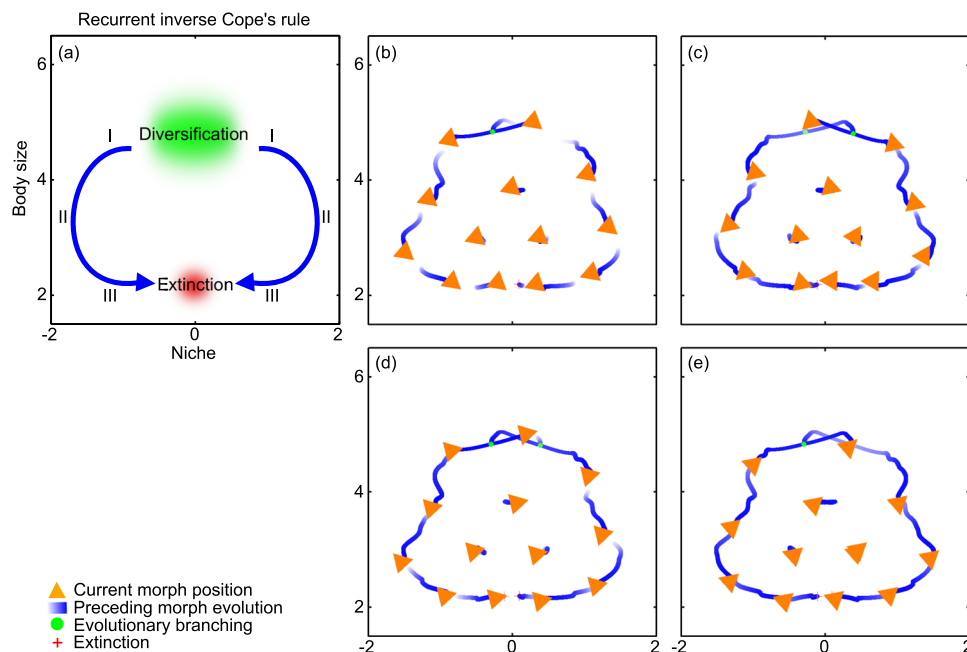 Recurrent inverse Cope's rule
(a)
6
4
2
Body size
I
Diversification
I
II
II
Extinction
III
III
-2
0
2
Niche
(b)
6
4
2
(c)
(d)
6
4
2
-2
0
2
(e)
-2
0
2
Current morph position
Preceding morph evolution
Evolutionary branching
Extinction